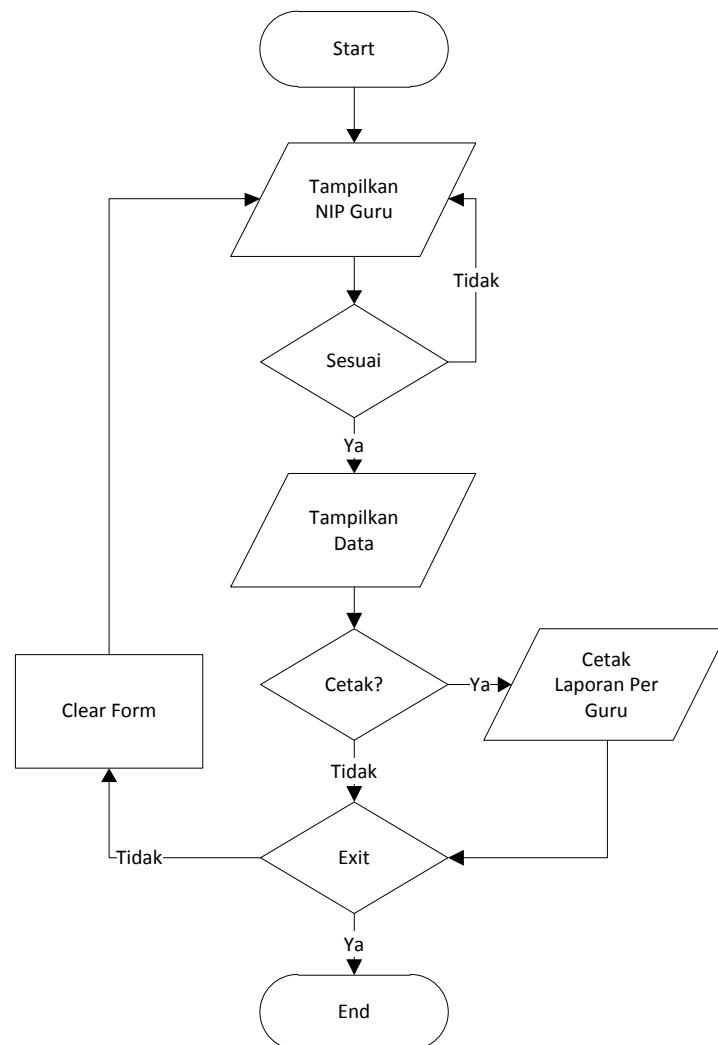 Start
Tampilkan
NIP Guru
Tidak
Sesuai
Ya
Tampilkan
Data
Cetak?
Ya
Cetak
Laporan Per
Guru
Clear Form
Tidak
Exit
Tidak
Ya
End